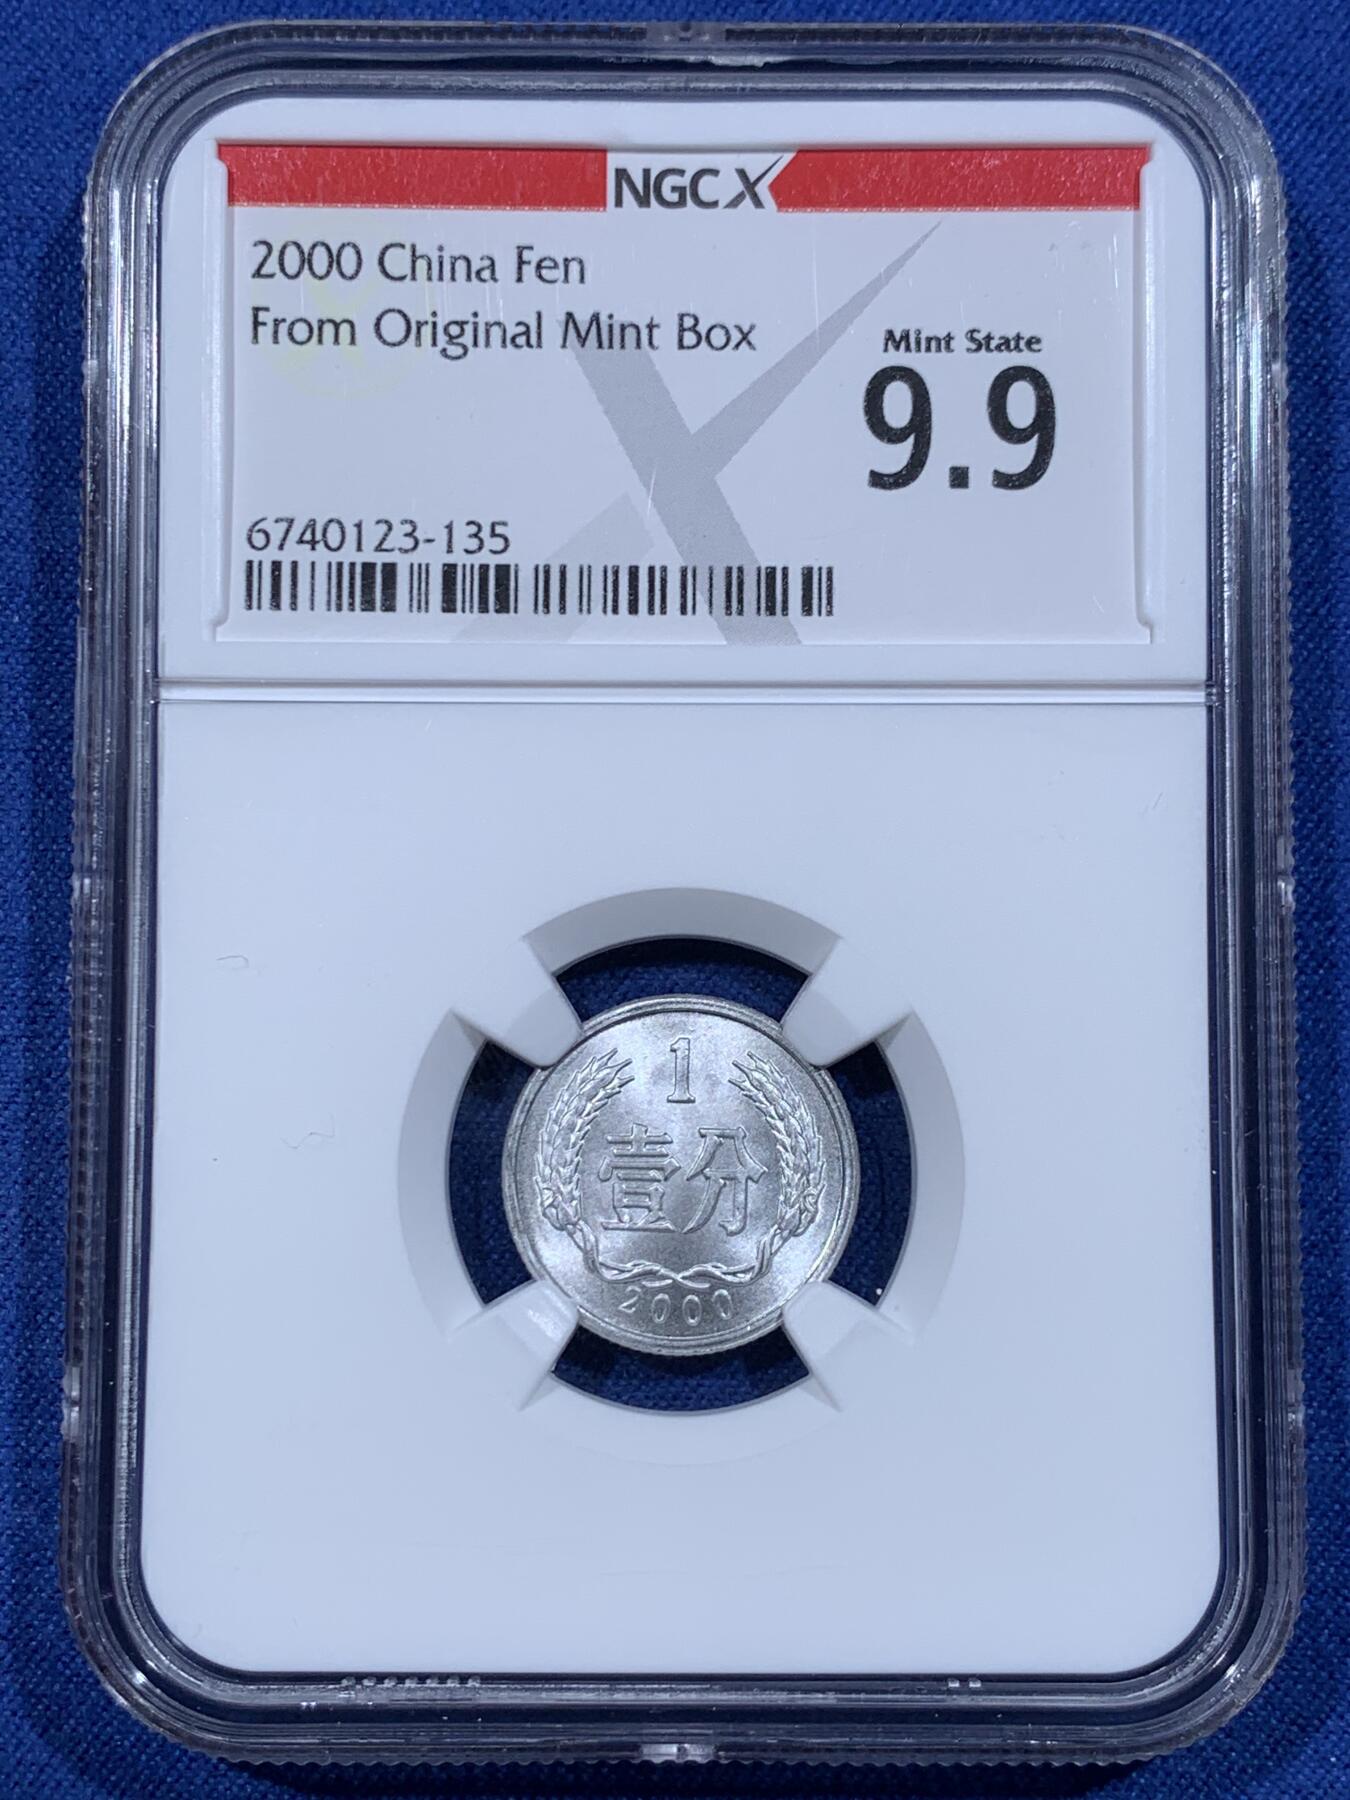 NGCX
2000 China Fen
From Original Mint Box
Mint State
9.9
6740123-135
1
壹分
2000